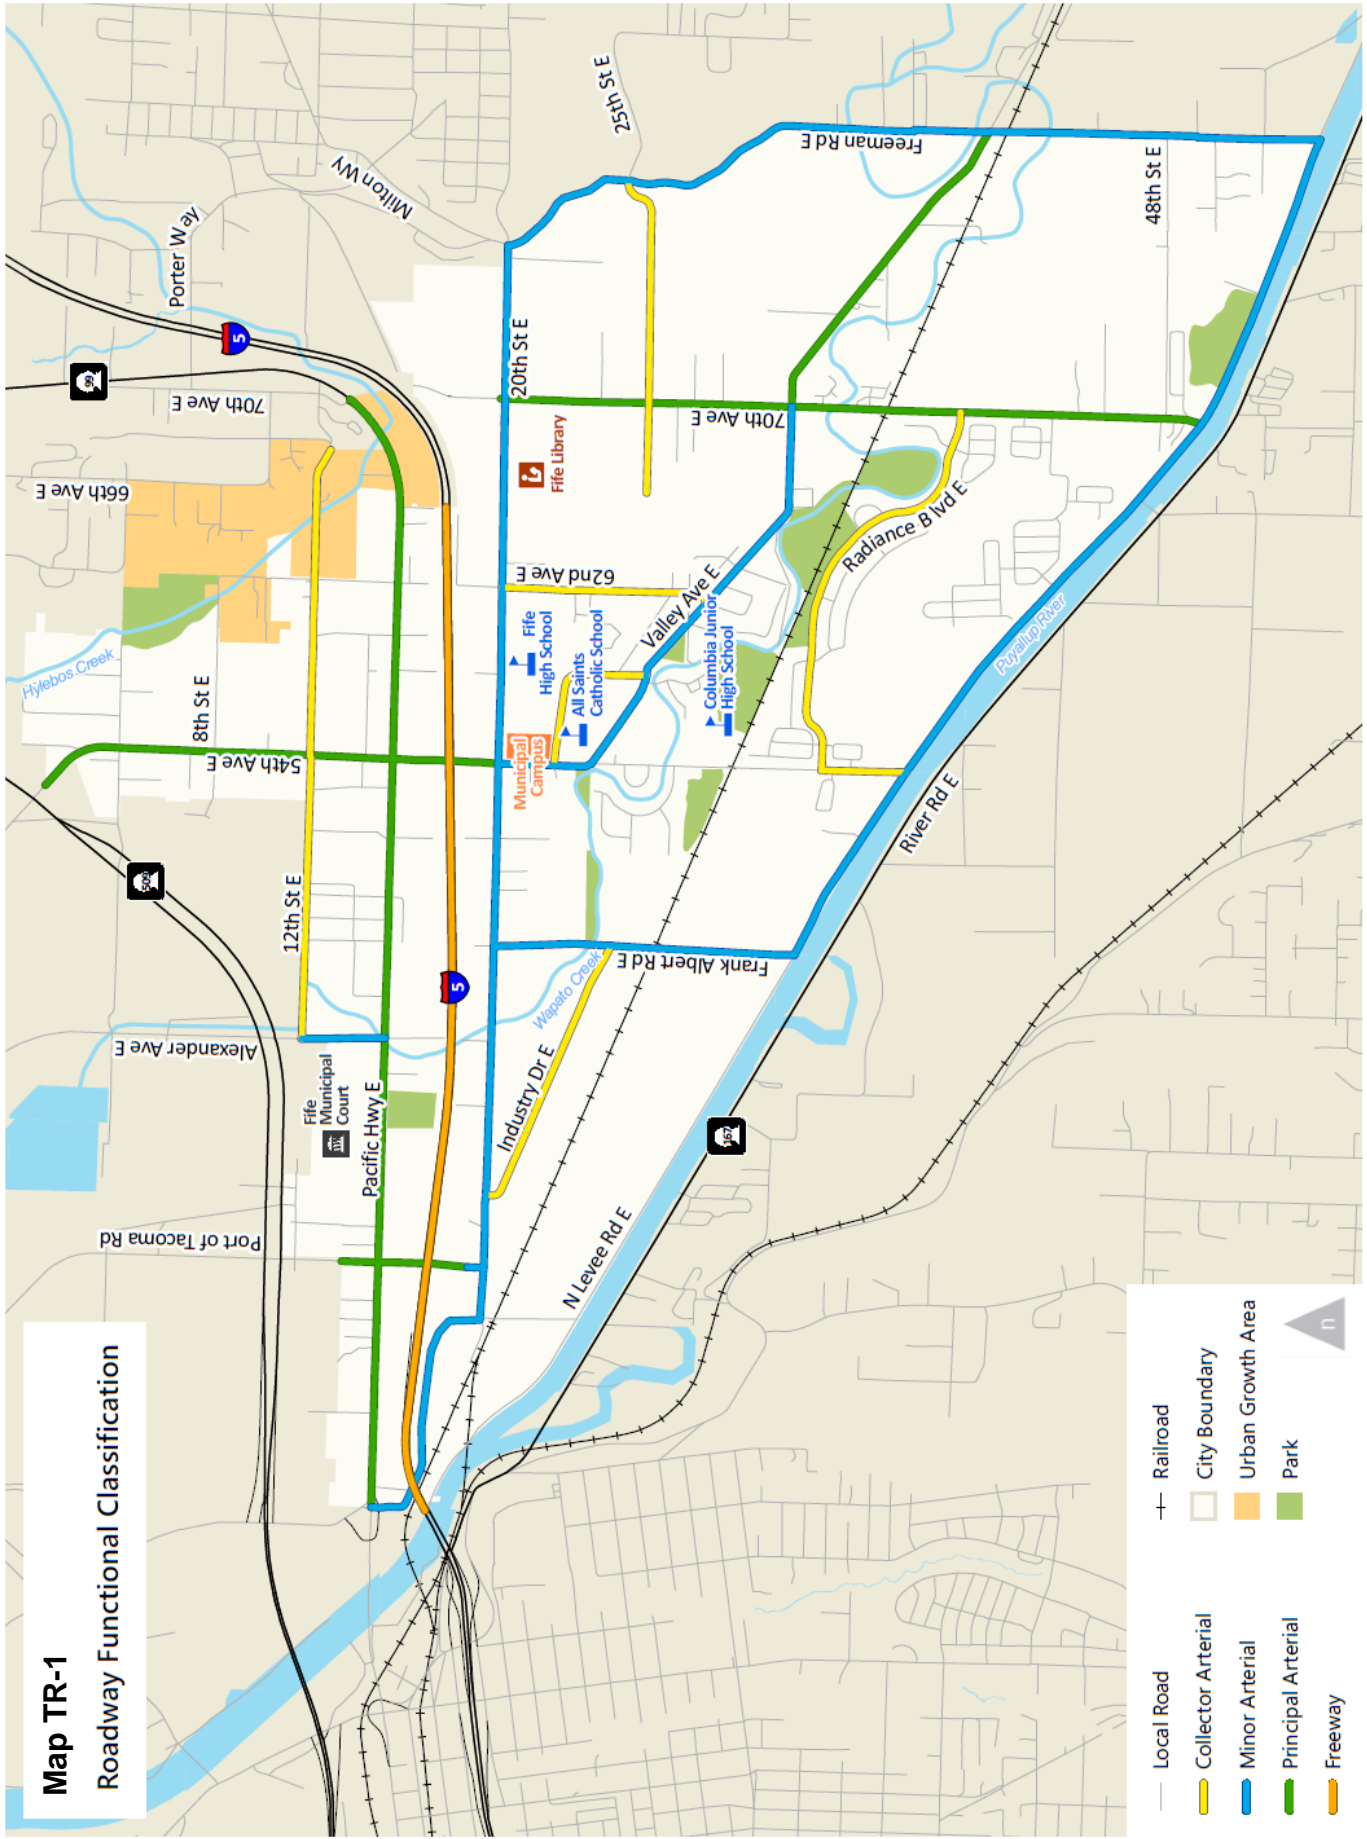 Map TR-1
Roadway Functional Classification
99
5
Porter Way
Milton Wy
25th St E
70th Ave E
66th Ave E
Hylebos Creek
8th St E
54th Ave E
509
12th St E
Alexander Ave E
Fife
Municipal
Court
Pacific Hwy E
Port of Tacoma Rd
5
20th St E
Fife Library
70th Ave E
Freeman Rd E
48th St E
62nd Ave E
Fife
High School
All Saints
Catholic School
Municipal
Campus
Valley Ave E
Columbia Junior
High School
Radiance Blvd E
Puyallup River
River Rd E
Frank Albert Rd E
Wapato Creek
Industry Dr E
N Levee Rd E
167
Local Road
Collector Arterial
Minor Arterial
Principal Arterial
Freeway
Railroad
City Boundary
Urban Growth Area
Park
n